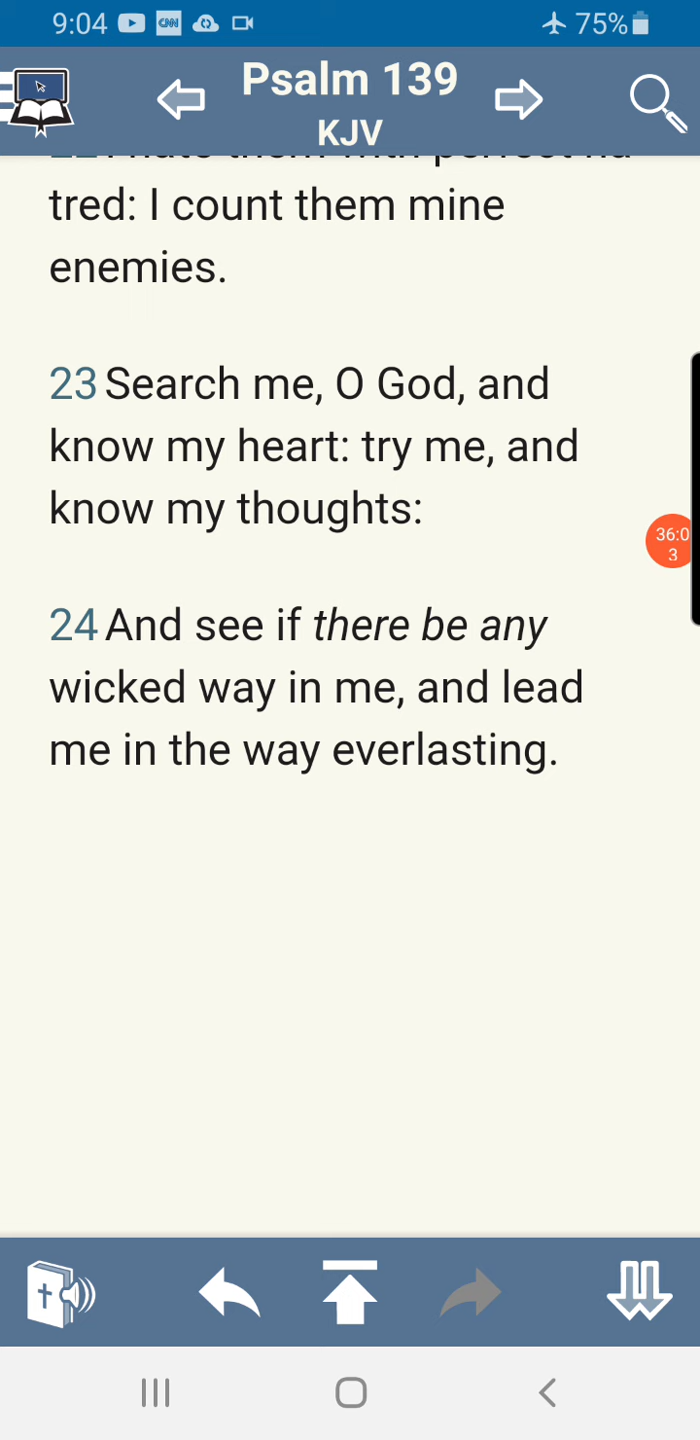 9:04 CNN 75%
Psalm 139
KJV
tred: I count them mine
enemies.
23 Search me, O God, and
know my heart: try me, and
know my thoughts:
36:0
3
24 And see if there be any
wicked way in me, and lead
me in the way everlasting.